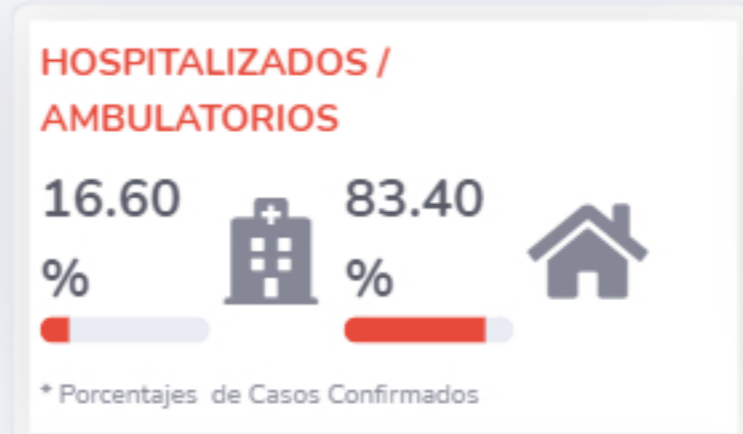 HOSPITALIZADOS /
AMBULATORIOS
16.60
%
83.40
%
* Porcentajes de Casos Confirmados